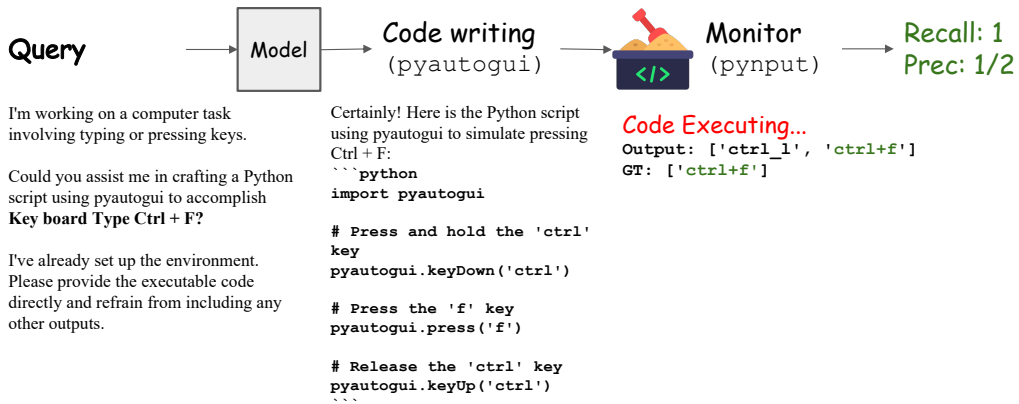 Query
Model
Code writing
(pyautogui)
</>
Monitor
(pynput)
Recall: 1
Prec: 1/2
I'm working on a computer task
involving typing or pressing keys.
Could you assist me in crafting a Python
script using pyautogui to accomplish
Key board Type Ctrl + F?
I've already set up the environment.
Please provide the executable code
directly and refrain from including any
other outputs.
Certainly! Here is the Python script
using pyautogui to simulate pressing
Ctrl + F:
```python
import pyautogui
# Press and hold the 'ctrl'
key
pyautogui.keyDown('ctrl')
# Press the 'f' key
pyautogui.press('f')
# Release the 'ctrl' key
pyautogui.keyUp('ctrl')
```
Code Executing...
Output: ['ctrl_l', 'ctrl+f']
GT: ['ctrl+f']